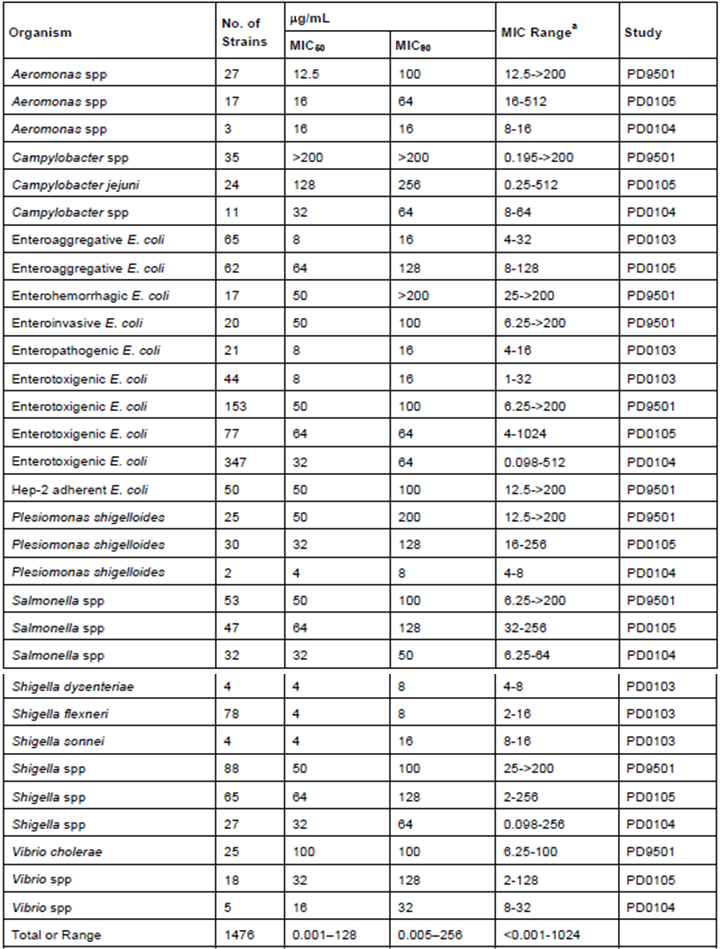 Organism No. of Strains µg/mL MIC Rangeᵃ Study
MIC₅₀ MIC₉₀
Aeromonas spp 27 12.5 100 12.5->200 PD9501
Aeromonas spp 17 16 64 16-512 PD0105
Aeromonas spp 3 16 16 8-16 PD0104
Campylobacter spp 35 >200 >200 0.195->200 PD9501
Campylobacter jejuni 24 128 256 0.25-512 PD0105
Campylobacter spp 11 32 64 8-64 PD0104
Enteroaggregative E. coli 65 8 16 4-32 PD0103
Enteroaggregative E. coli 62 64 128 8-128 PD0105
Enterohemorrhagic E. coli 17 50 >200 25->200 PD9501
Enteroinvasive E. coli 20 50 100 6.25->200 PD9501
Enteropathogenic E. coli 21 8 16 4-16 PD0103
Enterotoxigenic E. coli 44 8 16 1-32 PD0103
Enterotoxigenic E. coli 153 50 100 6.25->200 PD9501
Enterotoxigenic E. coli 77 64 64 4-1024 PD0105
Enterotoxigenic E. coli 347 32 64 0.098-512 PD0104
Hep-2 adherent E. coli 50 50 100 12.5->200 PD9501
Plesiomonas shigelloides 25 50 200 12.5->200 PD9501
Plesiomonas shigelloides 30 32 128 16-256 PD0105
Plesiomonas shigelloides 2 4 8 4-8 PD0104
Salmonella spp 53 50 100 6.25->200 PD9501
Salmonella spp 47 64 128 32-256 PD0105
Salmonella spp 32 32 50 6.25-64 PD0104
Shigella dysenteriae 4 4 8 4-8 PD0103
Shigella flexneri 78 4 8 2-16 PD0103
Shigella sonnei 4 4 16 8-16 PD0103
Shigella spp 88 50 100 25->200 PD9501
Shigella spp 65 64 128 2-256 PD0105
Shigella spp 27 32 64 0.098-256 PD0104
Vibrio cholerae 25 100 100 6.25-100 PD9501
Vibrio spp 18 32 128 2-128 PD0105
Vibrio spp 5 16 32 8-32 PD0104
Total or Range 1476 0.001–128 0.005–256 <0.001-1024